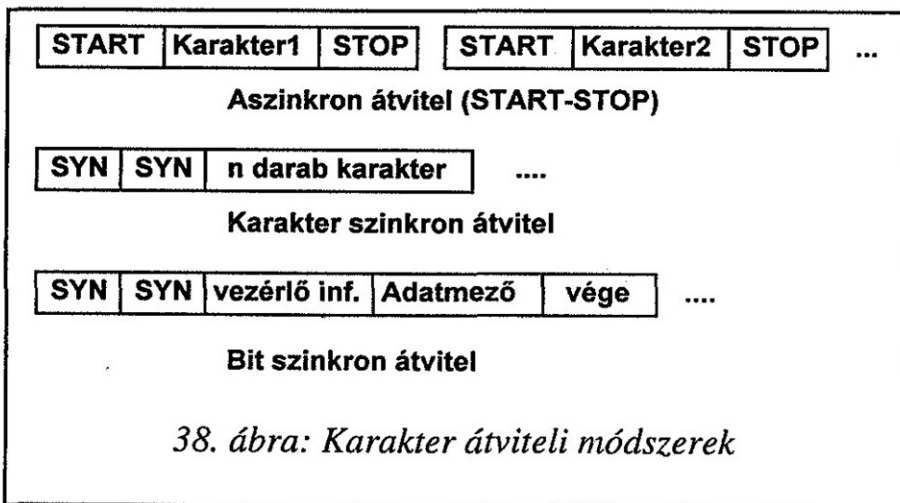 START Karakter1 STOP START Karakter2 STOP ...
Aszinkron átvitel (START-STOP)
SYN SYN n darab karakter ....
Karakter szinkron átvitel
SYN SYN vezérlő inf. Adatmező vége ....
Bit szinkron átvitel
38. ábra: Karakter átviteli módszerek